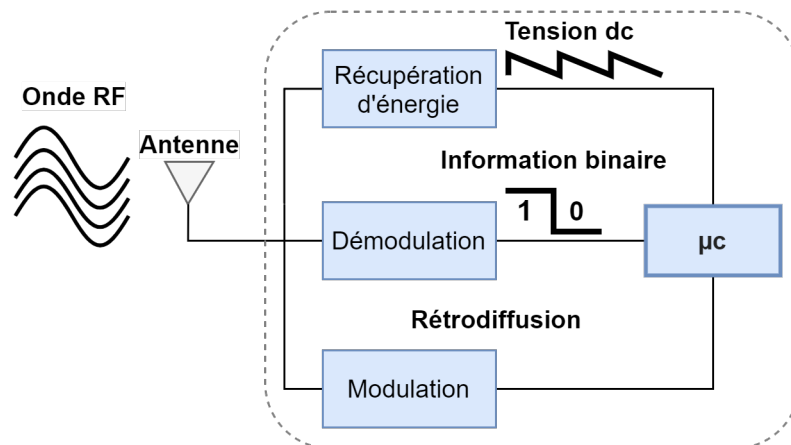 Tension dc
Récupération
d'énergie
Onde RF
Antenne
Information binaire
1 0
Démodulation
µc
Rétrodiffusion
Modulation